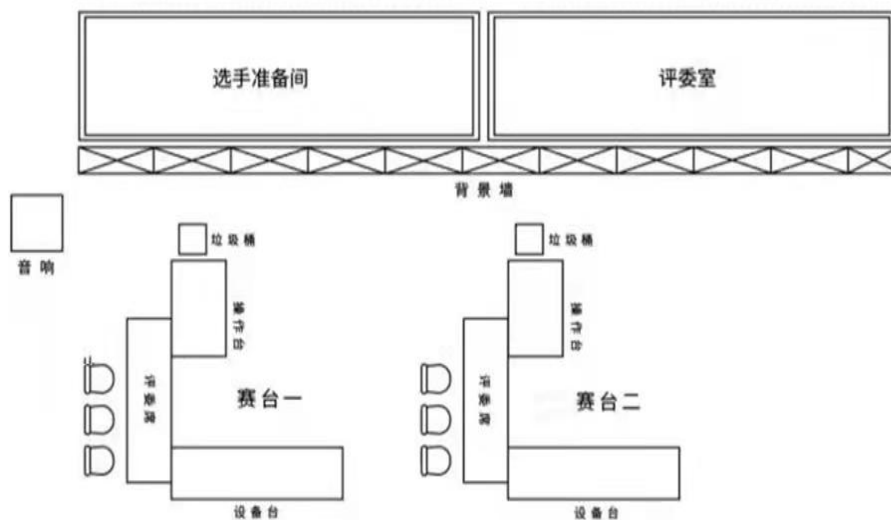 选手准备间
评委室
背景墙
音响
垃圾桶
垃圾桶
操作台
操作台
评委席
赛台一
评委席
赛台二
设备台
设备台